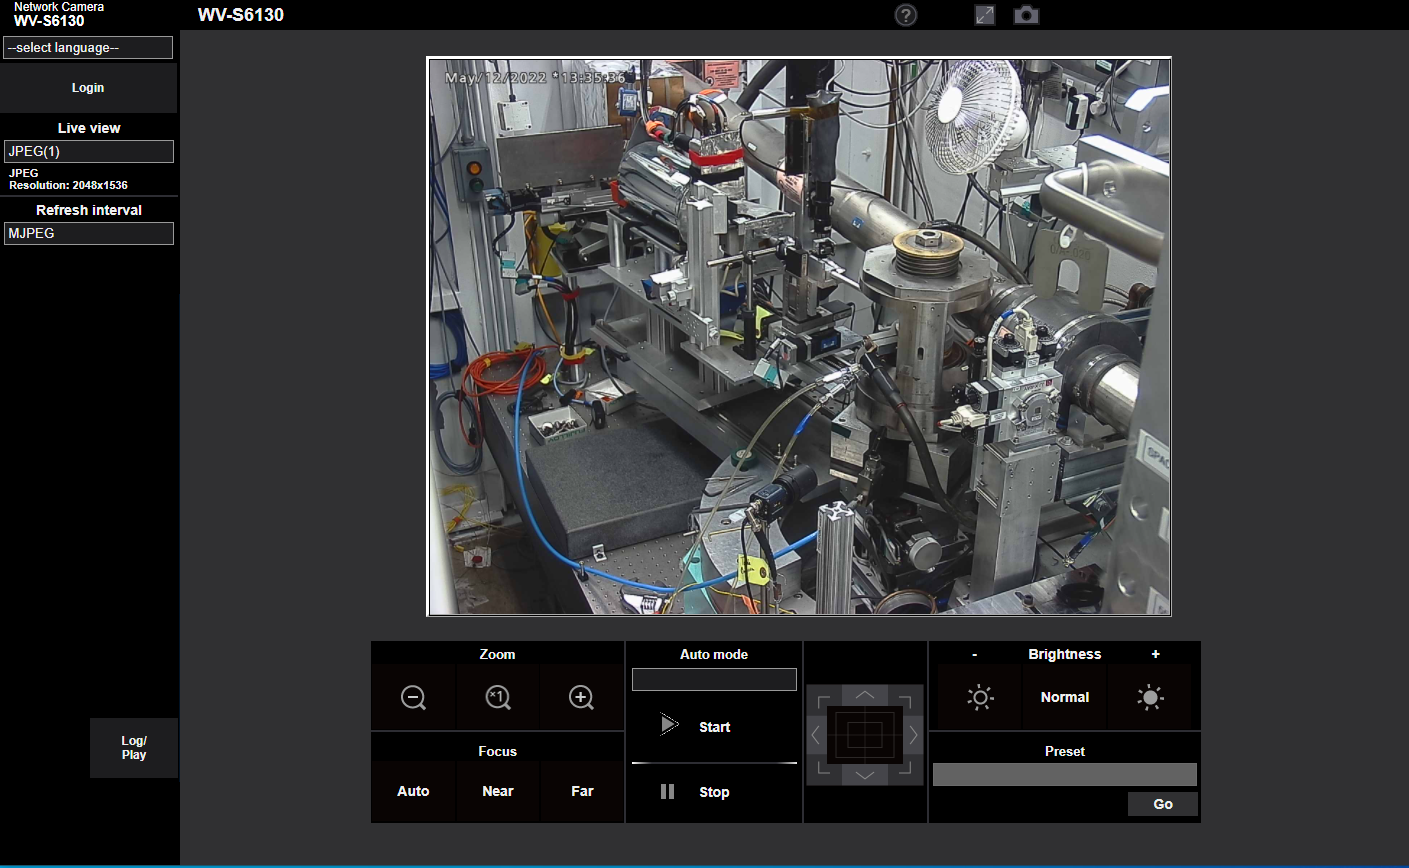 Network Camera
WV-S6130
WV-S6130
--select language--
Login
Live view
JPEG(1)
JPEG
Resolution: 2048x1536
Refresh interval
MJPEG
Log/
Play
May/12/2022 *13:35:36
SPAC
Zoom
×1
Focus
Auto
Near
Far
Auto mode
Start
Stop
-
Brightness
+
Normal
Preset
Go